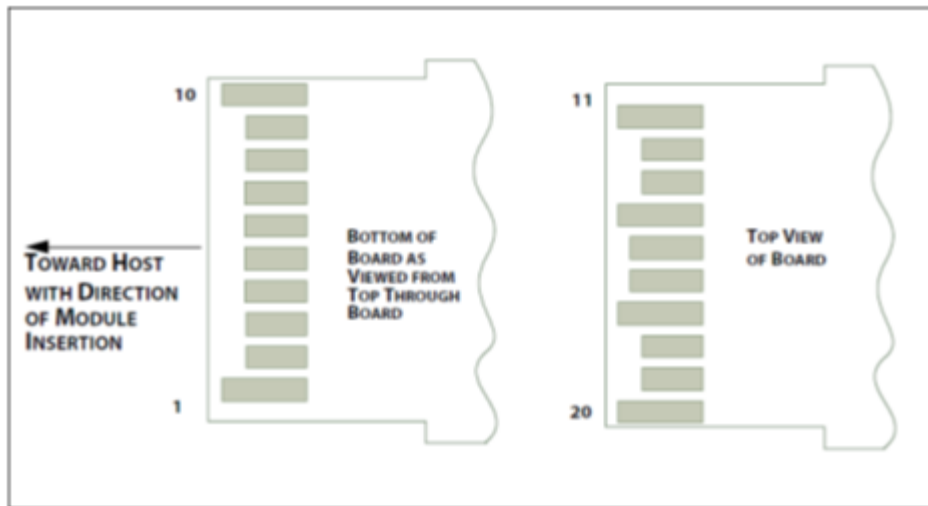 10
BOTTOM OF
BOARD AS
VIEWED FROM
TOP THROUGH
BOARD
TOWARD HOST
WITH DIRECTION
OF MODULE
INSERTION
1
11
TOP VIEW
OF BOARD
20